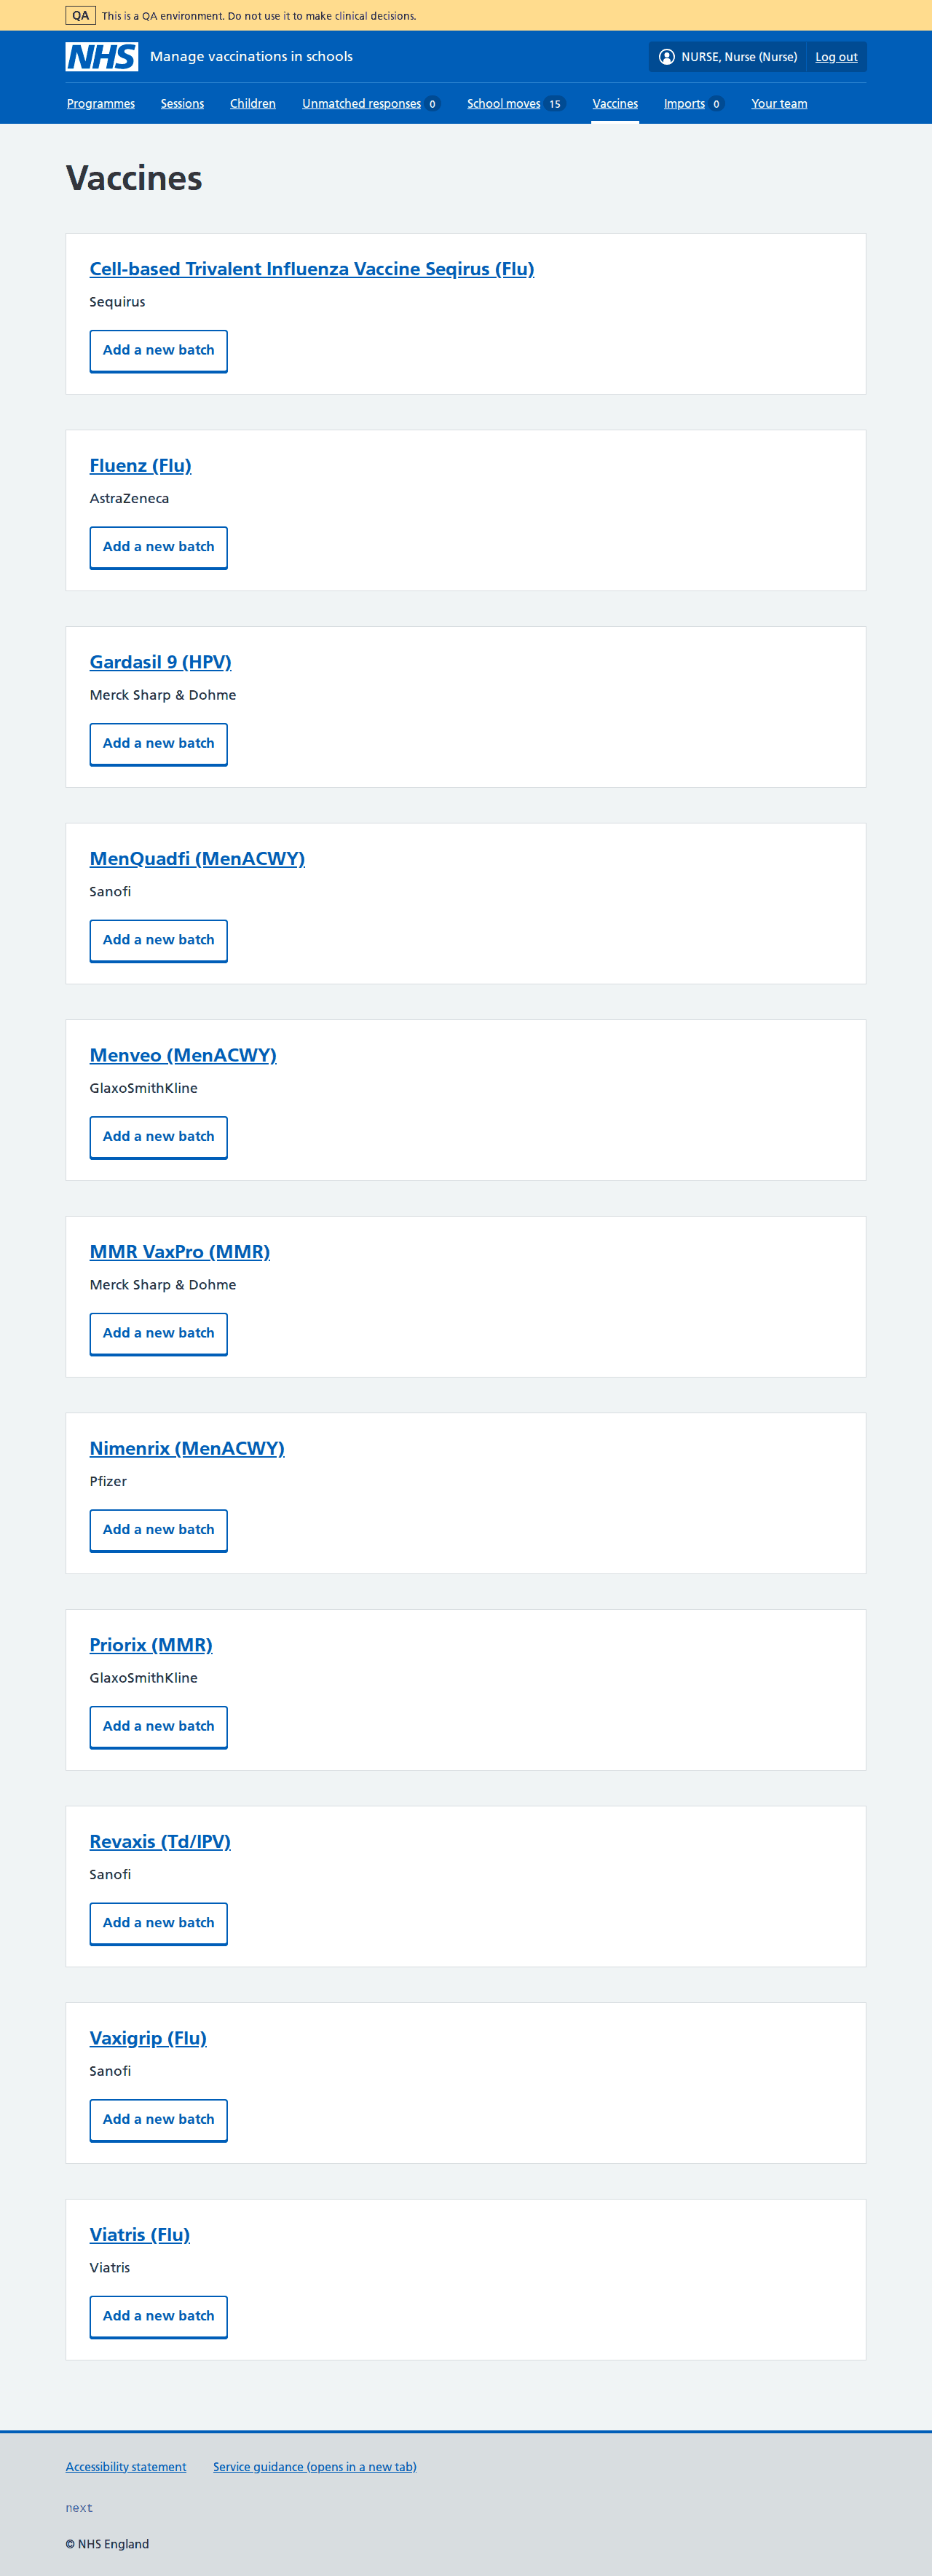 QA This is a QA environment. Do not use it to make clinical decisions.
NHS Manage vaccinations in schools NURSE, Nurse (Nurse) Log out
Programmes Sessions Children Unmatched responses 0 School moves 15 Vaccines Imports 0 Your team
Vaccines
Cell-based Trivalent Influenza Vaccine Seqirus (Flu)
Sequirus
Add a new batch
Fluenz (Flu)
AstraZeneca
Add a new batch
Gardasil 9 (HPV)
Merck Sharp & Dohme
Add a new batch
MenQuadfi (MenACWY)
Sanofi
Add a new batch
Menveo (MenACWY)
GlaxoSmithKline
Add a new batch
MMR VaxPro (MMR)
Merck Sharp & Dohme
Add a new batch
Nimenrix (MenACWY)
Pfizer
Add a new batch
Priorix (MMR)
GlaxoSmithKline
Add a new batch
Revaxis (Td/IPV)
Sanofi
Add a new batch
Vaxigrip (Flu)
Sanofi
Add a new batch
Viatris (Flu)
Viatris
Add a new batch
Accessibility statement Service guidance (opens in a new tab)
next
© NHS England